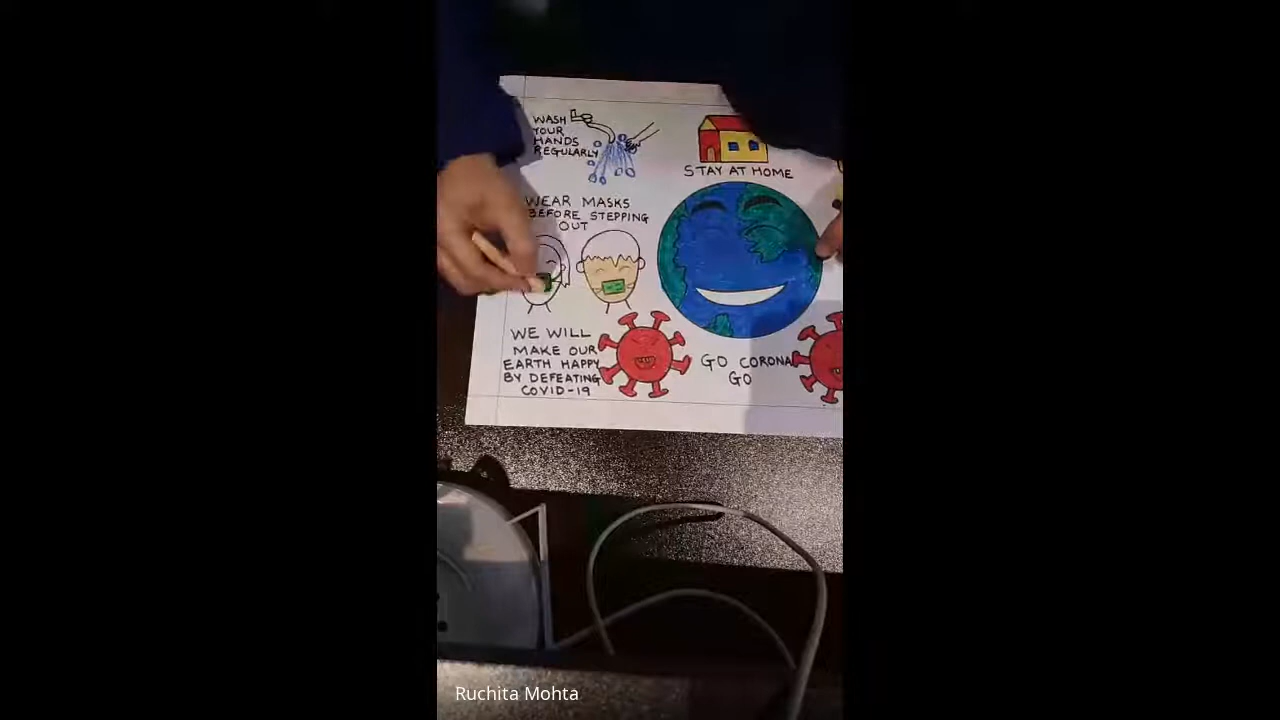 WASH
YOUR
HANDS
REGULARLY
STAY AT HOME
WEAR MASKS
BEFORE STEPPING
OUT
WE WILL
MAKE OUR
EARTH HAPPY
BY DEFEATING
COVID-19
GO CORONA
GO
Ruchita Mohta